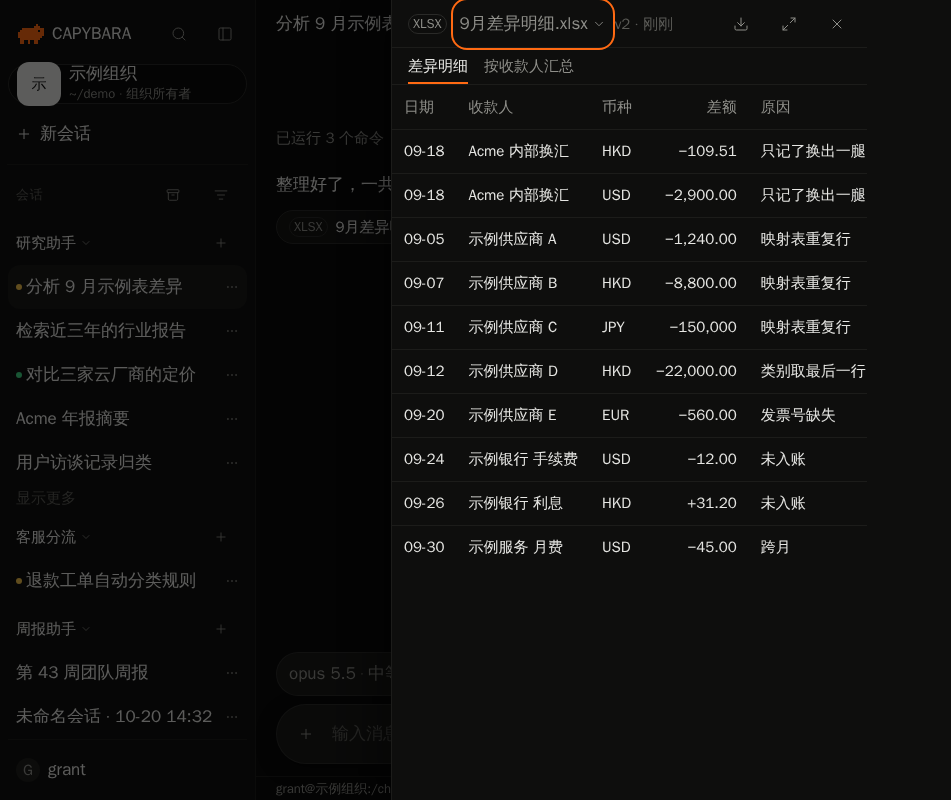 CAPYBARA
示
示例组织
~/demo · 组织所有者
新会话
会话
研究助手
分析 9 月示例表差异
检索近三年的行业报告
对比三家云厂商的定价
Acme 年报摘要
用户访谈记录归类
显示更多
客服分流
退款工单自动分类规则
周报助手
第 43 周团队周报
未命名会话 · 10-20 14:32
G grant
分析 9 月示例表
已运行 3 个命令
整理好了，一共
XLSX 9月差异
opus 5.5 · 中
输入消息
grant@示例组织:/ch
XLSX 9月差异明细.xlsx v2 · 刚刚
差异明细 按收款人汇总
日期 收款人 币种 差额 原因
09-18 Acme 内部换汇 HKD −109.51 只记了换出一腿
09-18 Acme 内部换汇 USD −2,900.00 只记了换出一腿
09-05 示例供应商 A USD −1,240.00 映射表重复行
09-07 示例供应商 B HKD −8,800.00 映射表重复行
09-11 示例供应商 C JPY −150,000 映射表重复行
09-12 示例供应商 D HKD −22,000.00 类别取最后一行
09-20 示例供应商 E EUR −560.00 发票号缺失
09-24 示例银行 手续费 USD −12.00 未入账
09-26 示例银行 利息 HKD +31.20 未入账
09-30 示例服务 月费 USD −45.00 跨月